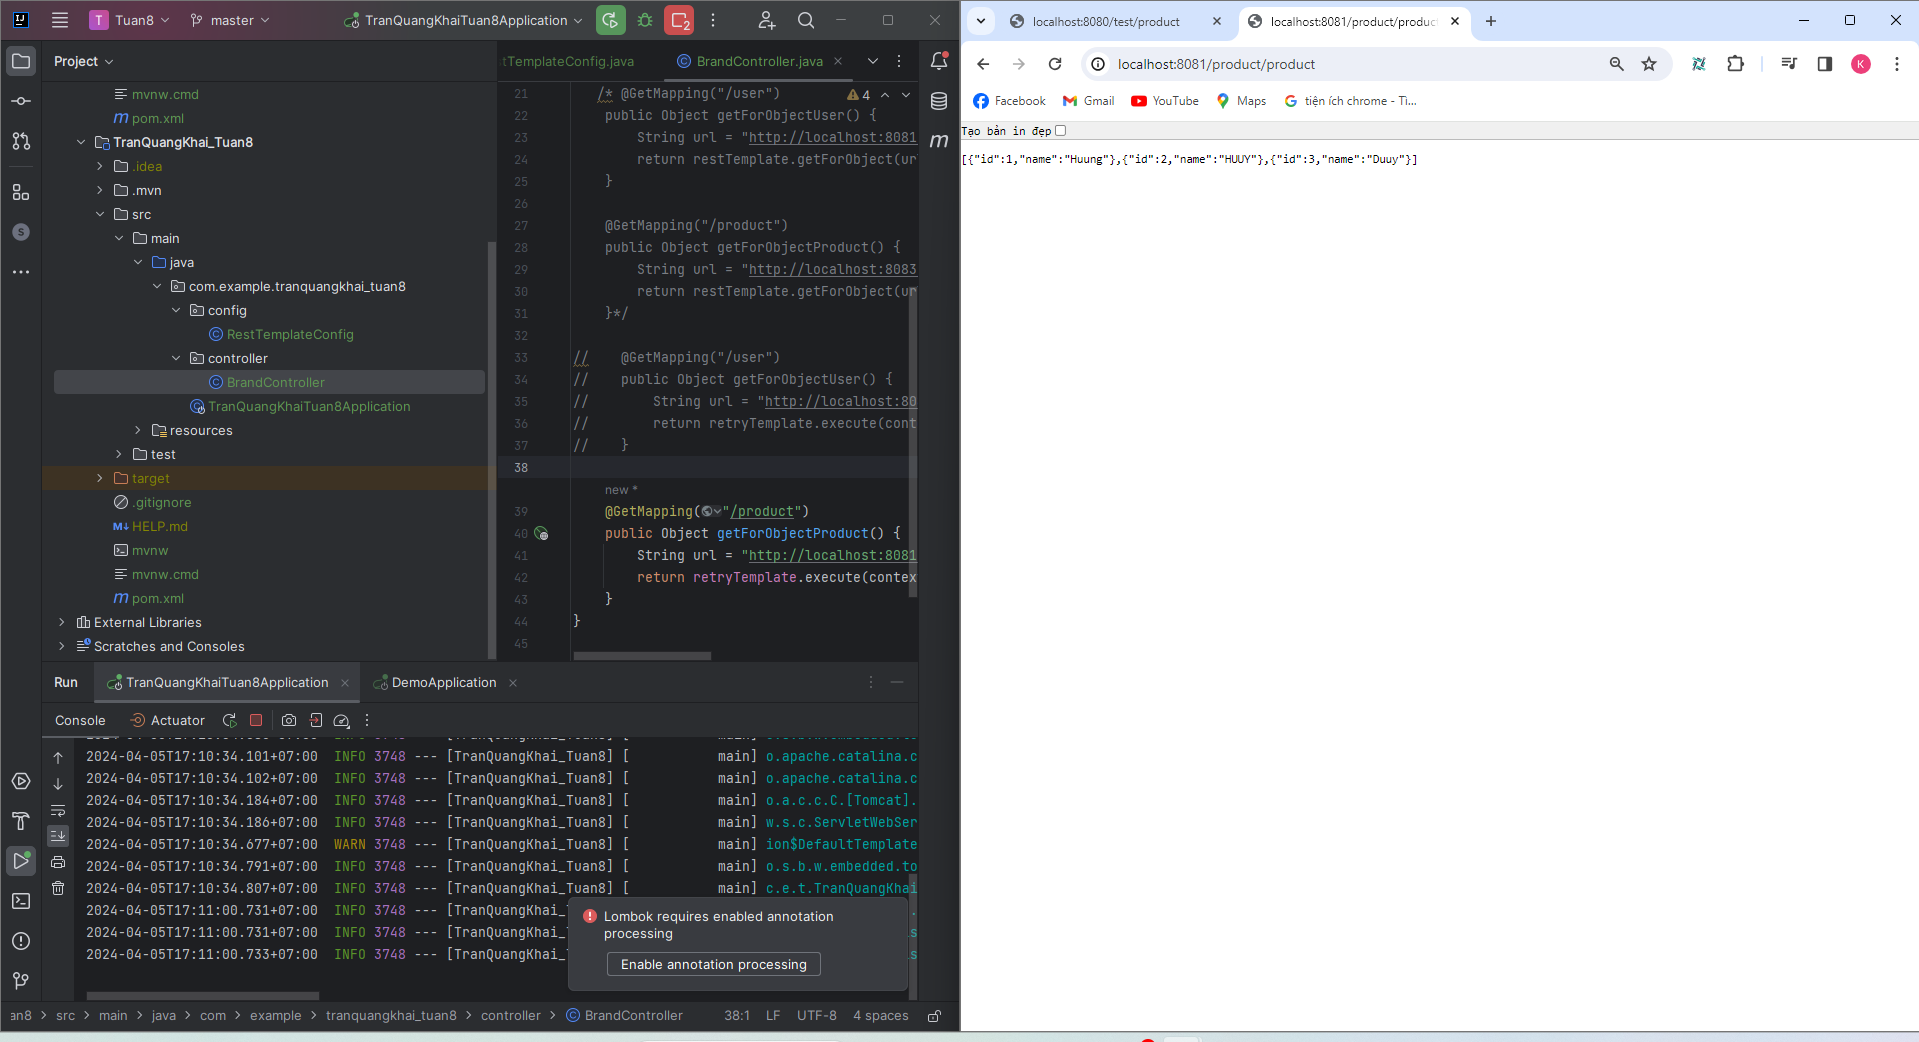 Tuan8
master
TranQuangKhaiTuan8Application
2
Project
mvnw.cmd
pom.xml
TranQuangKhai_Tuan8
.idea
.mvn
src
main
java
com.example.tranquangkhai_tuan8
config
RestTemplateConfig
controller
BrandController
TranQuangKhaiTuan8Application
resources
test
target
.gitignore
HELP.md
mvnw
mvnw.cmd
pom.xml
External Libraries
Scratches and Consoles
tTemplateConfig.java
BrandController.java
4
21 /* @GetMapping("/user")
22 public Object getForObjectUser() {
23 String url = "http://localhost:8081
24 return restTemplate.getForObject(ur
25 }
26
27 @GetMapping("/product")
28 public Object getForObjectProduct() {
29 String url = "http://localhost:8083
30 return restTemplate.getForObject(ur
31 }*/
32
33 // @GetMapping("/user")
34 // public Object getForObjectUser() {
35 // String url = "http://localhost:80
36 // return retryTemplate.execute(cont
37 // }
38
new *
39 @GetMapping("/product")
40 public Object getForObjectProduct() {
41 String url = "http://localhost:8081
42 return retryTemplate.execute(contex
43 }
44 }
45
Run
TranQuangKhaiTuan8Application
DemoApplication
Console
Actuator
2024-04-05T17:10:34.101+07:00 INFO 3748 --- [TranQuangKhai_Tuan8] [ main] o.apache.catalina.c
2024-04-05T17:10:34.102+07:00 INFO 3748 --- [TranQuangKhai_Tuan8] [ main] o.apache.catalina.c
2024-04-05T17:10:34.184+07:00 INFO 3748 --- [TranQuangKhai_Tuan8] [ main] o.a.c.c.C.[Tomcat].
2024-04-05T17:10:34.186+07:00 INFO 3748 --- [TranQuangKhai_Tuan8] [ main] w.s.c.ServletWebSer
2024-04-05T17:10:34.677+07:00 WARN 3748 --- [TranQuangKhai_Tuan8] [ main] ion$DefaultTemplate
2024-04-05T17:10:34.791+07:00 INFO 3748 --- [TranQuangKhai_Tuan8] [ main] o.s.b.w.embedded.to
2024-04-05T17:10:34.807+07:00 INFO 3748 --- [TranQuangKhai_Tuan8] [ main] c.e.t.TranQuangKhai
2024-04-05T17:11:00.731+07:00 INFO 3748 --- [TranQuangKhai_
2024-04-05T17:11:00.731+07:00 INFO 3748 --- [TranQuangKhai_
2024-04-05T17:11:00.733+07:00 INFO 3748 --- [TranQuangKhai_
Lombok requires enabled annotation
processing
Enable annotation processing
an8 > src > main > java > com > example > tranquangkhai_tuan8 > controller > BrandController
38:1 LF UTF-8 4 spaces
localhost:8080/test/product
localhost:8081/product/produc
localhost:8081/product/product
K
Facebook
Gmail
YouTube
Maps
tiện ích chrome - Tì...
Tạo bản in đẹp
[{"id":1,"name":"Huung"},{"id":2,"name":"HUUY"},{"id":3,"name":"Duuy"}]